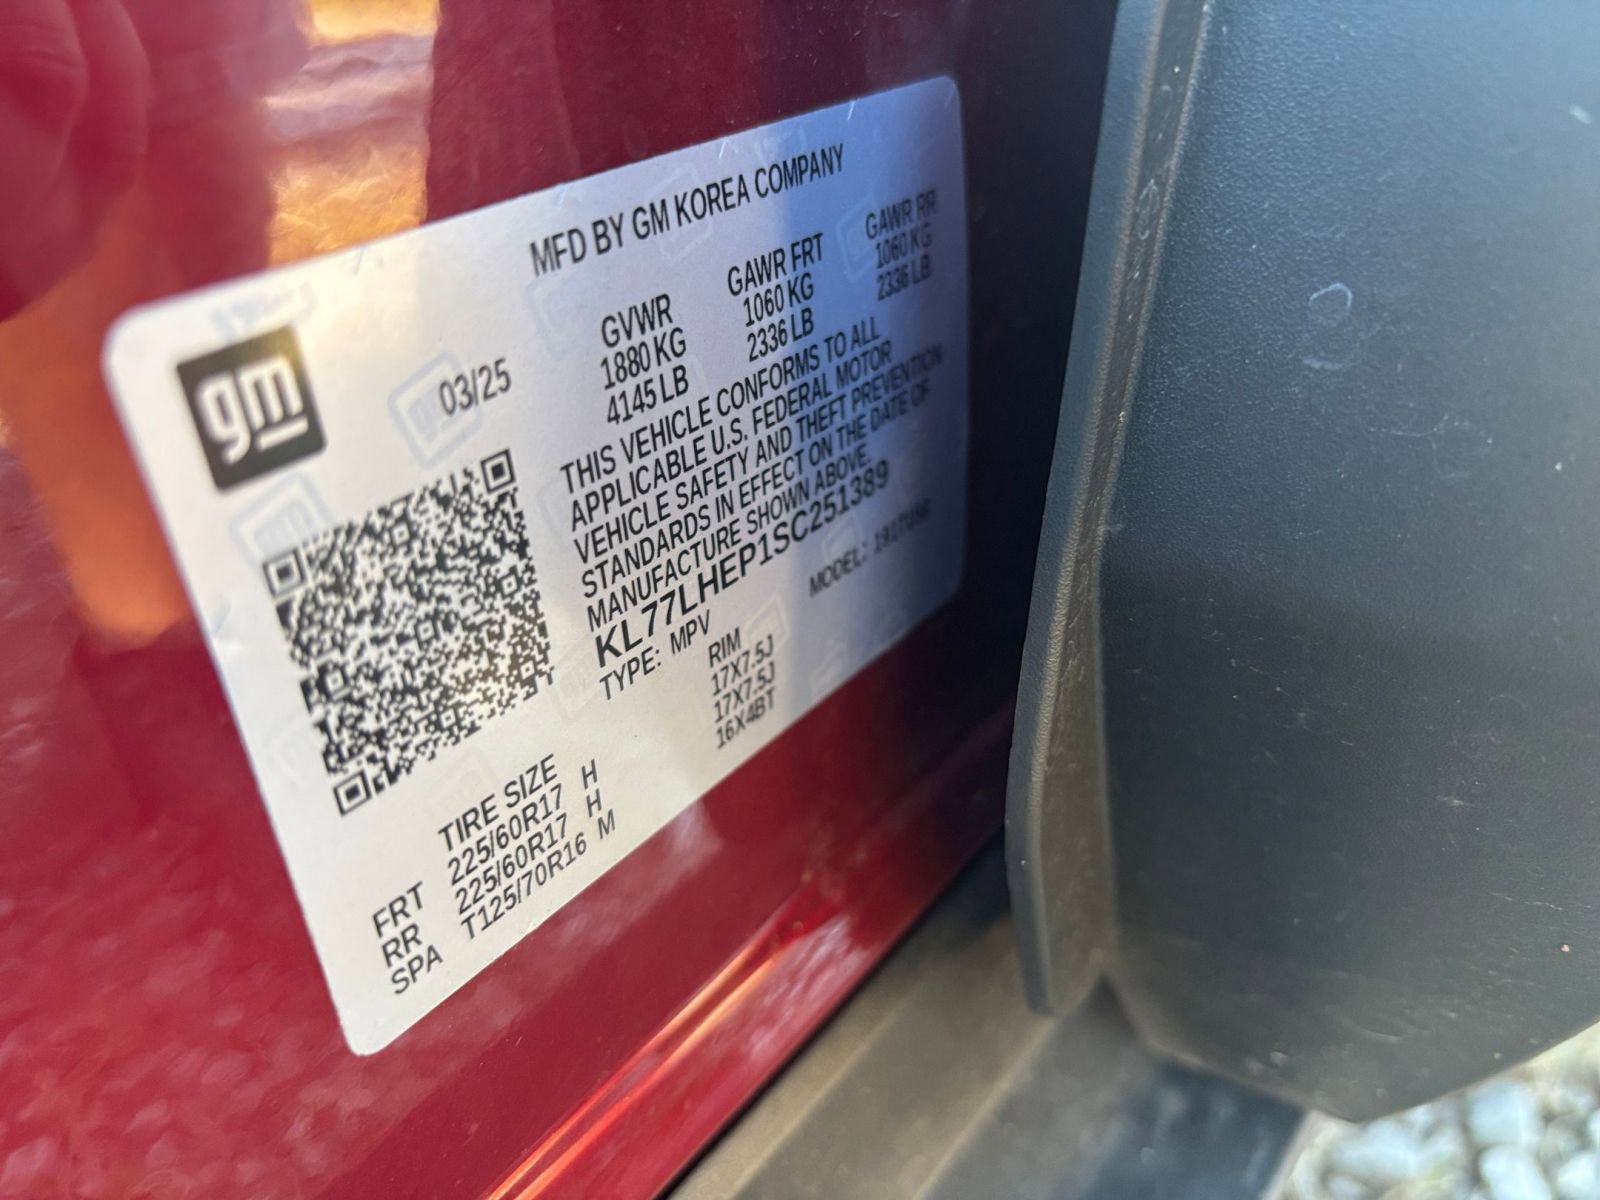 MFD BY GM KOREA COMPANY
gm
03/25
GVWR GAWR FRT GAWR RR
1880 KG 1060 KG 1060 KG
4145 LB 2336 LB 2336 LB
THIS VEHICLE CONFORMS TO ALL
APPLICABLE U.S. FEDERAL MOTOR
VEHICLE SAFETY AND THEFT PREVENTION
STANDARDS IN EFFECT ON THE DATE OF
MANUFACTURE SHOWN ABOVE.
KL77LHEP1SC251389
TYPE: MPV MODEL:
TIRE SIZE RIM
FRT 225/60R17 H 17X7.5J
RR 225/60R17 H 17X7.5J
SPA T125/70R16 M 16X4BT